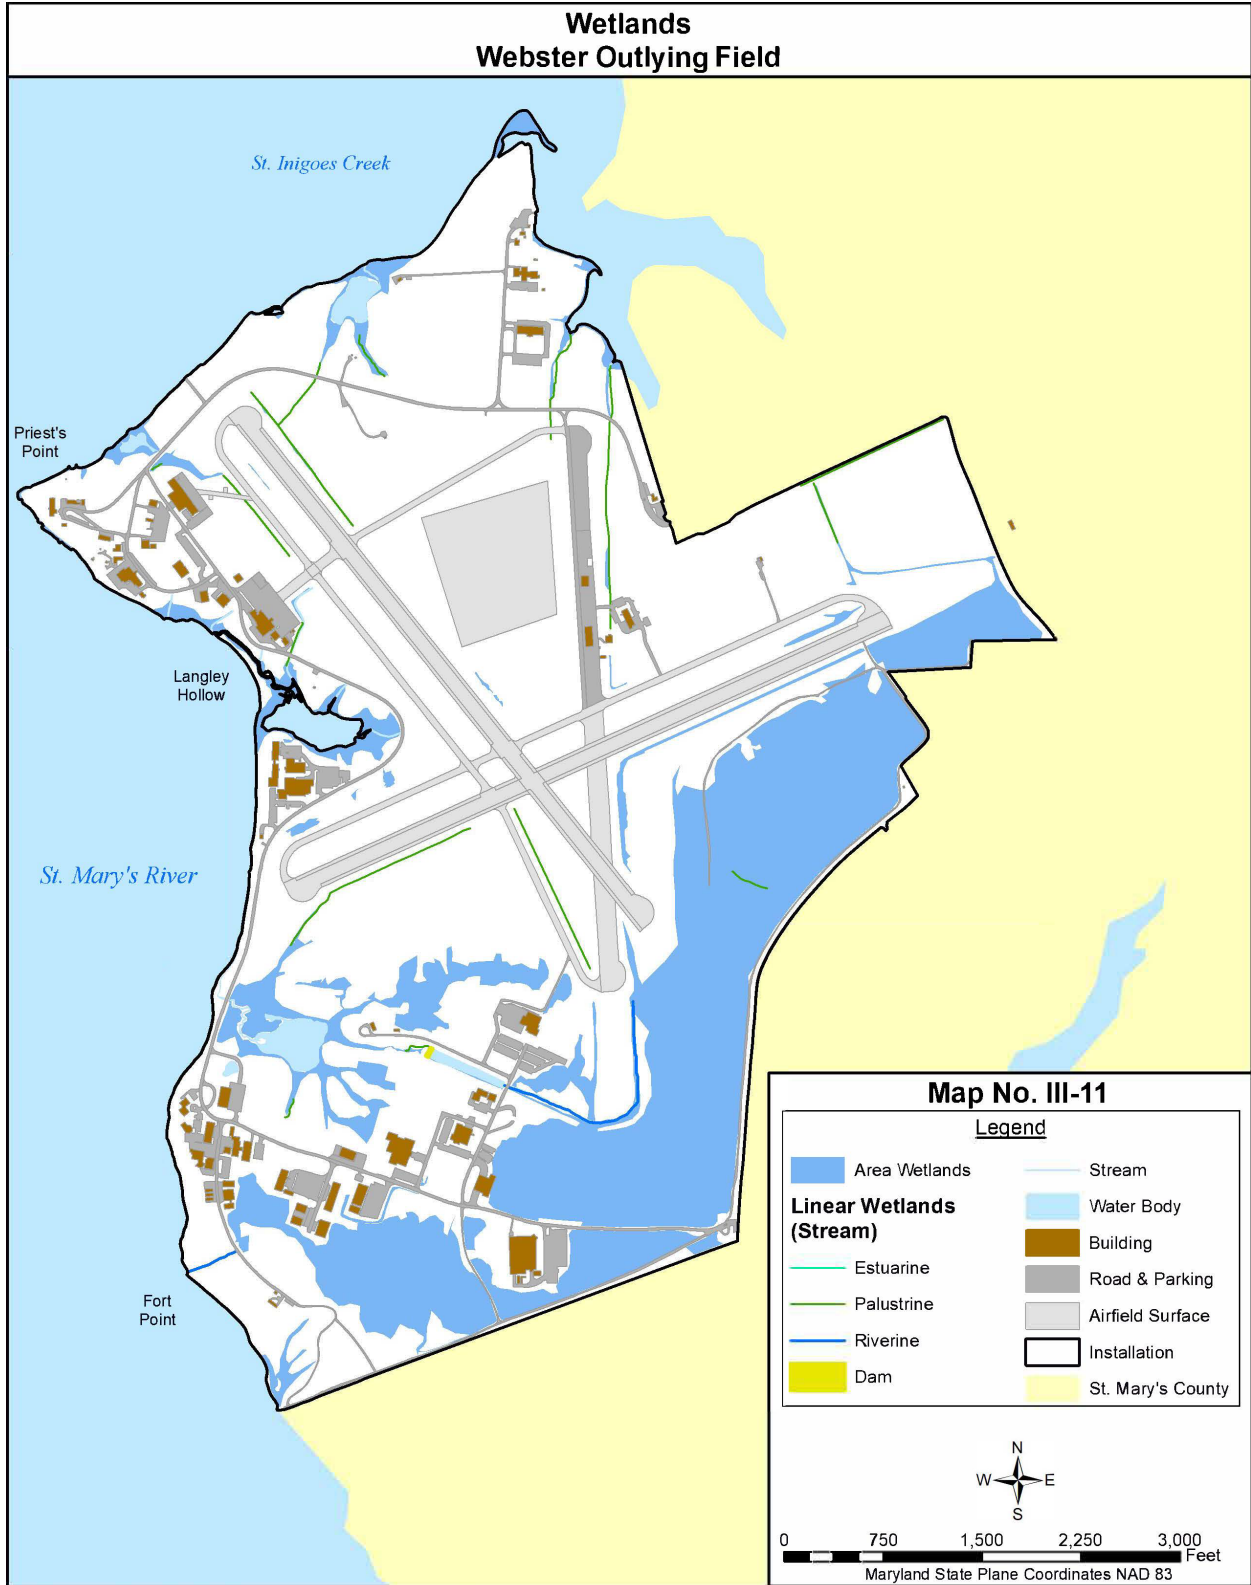 Wetlands
Webster Outlying Field
St. Inigoes Creek
Priest's
Point
Langley
Hollow
St. Mary's River
Fort
Point
Map No. III-11
Legend
Area Wetlands
Linear Wetlands
(Stream)
Estuarine
Palustrine
Riverine
Dam
Stream
Water Body
Building
Road & Parking
Airfield Surface
Installation
St. Mary's County
N
W E
S
0 750 1,500 2,250 3,000
Feet
Maryland State Plane Coordinates NAD 83